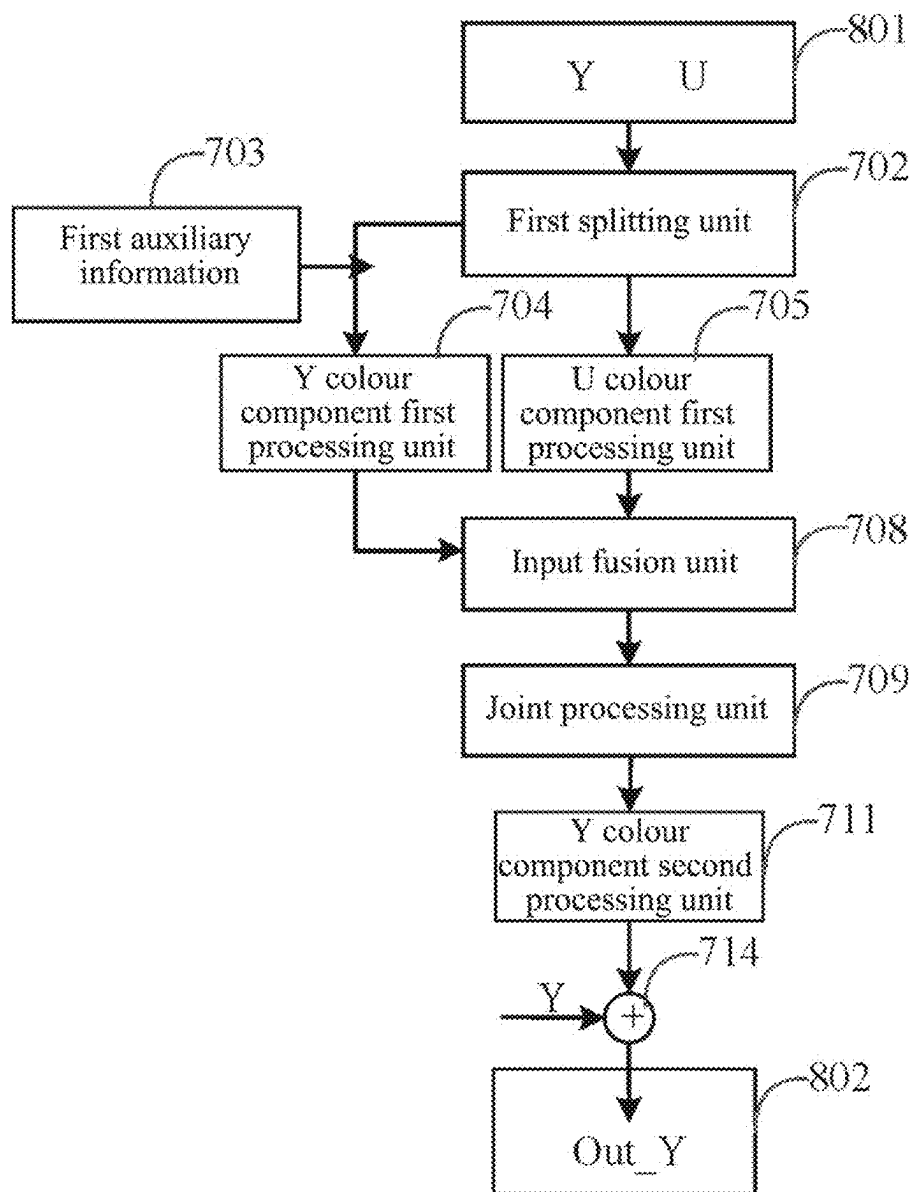 801
Y U
703
702
First auxiliary
information
First splitting unit
704
705
Y colour
component first
processing unit
U colour
component first
processing unit
708
Input fusion unit
709
Joint processing unit
711
Y colour
component second
processing unit
714
Y
+
802
Out_Y